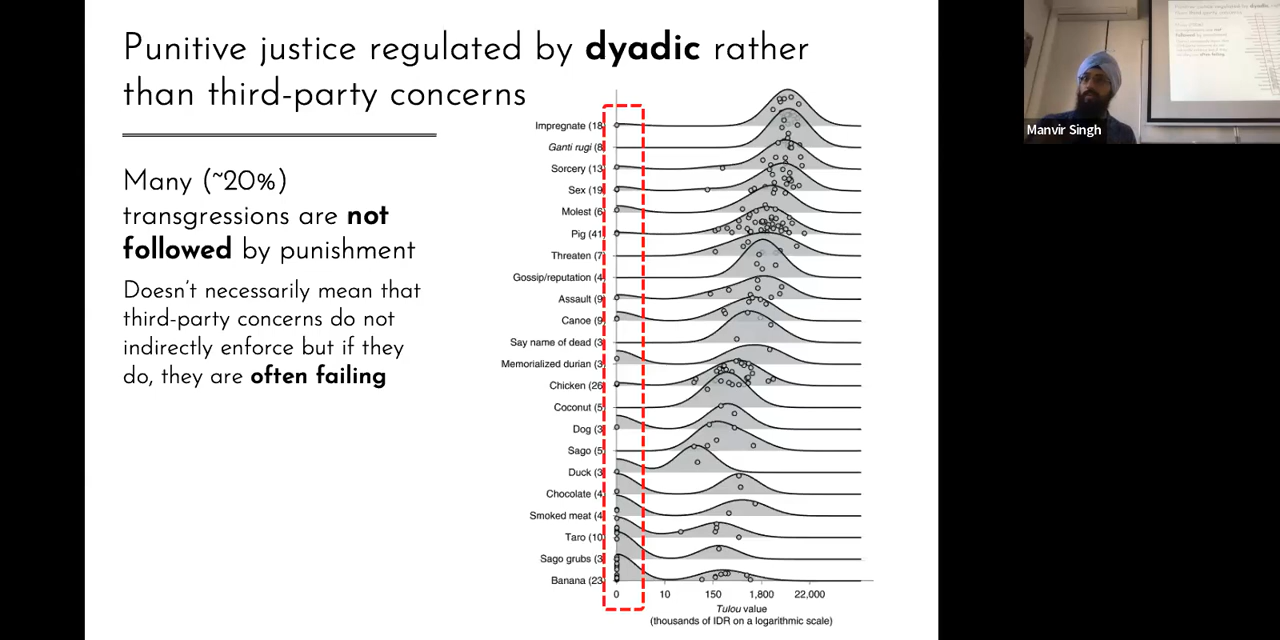 Punitive justice regulated by dyadic rather
than third-party concerns
Many (~20%)
transgressions are not
followed by punishment
Doesn't necessarily mean that
third-party concerns do not
indirectly enforce but if they
do, they are often failing
Impregnate (18
Ganti rugi (8
Sorcery (13
Sex (19
Molest (6
Pig (41
Threaten (7
Gossip/reputation (4
Assault (9
Canoe (9
Say name of dead (3
Memorialized durian (3
Chicken (26
Coconut (5
Dog (3
Sago (5
Duck (3
Chocolate (4
Smoked meat (4
Taro (10
Sago grubs (3
Banana (23
0 10 150 1,800 22,000
Tulou value
(thousands of IDR on a logarithmic scale)
Manvir Singh